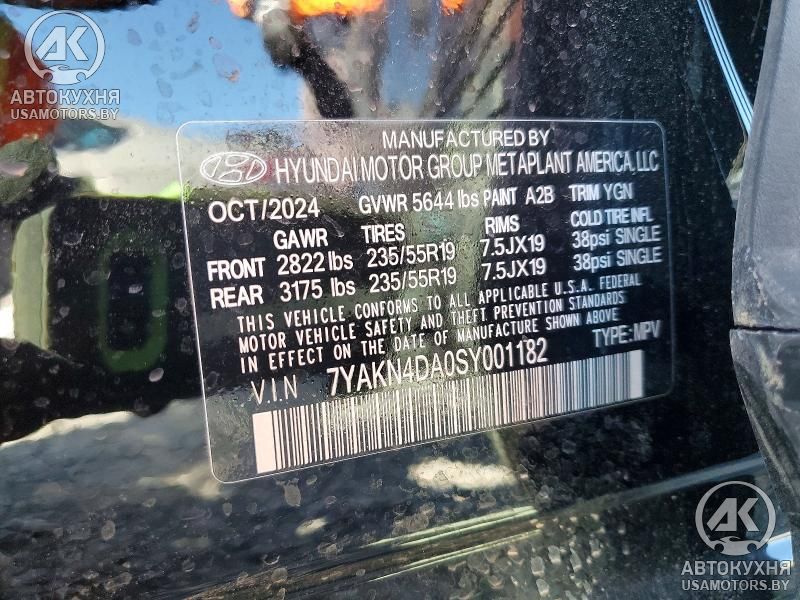 АК
АВТОКУХНЯ
USAMOTORS.BY
MANUFACTURED BY
HYUNDAI MOTOR GROUP METAPLANT AMERICA, LLC
OCT/2024 GVWR 5644 lbs PAINT A2B TRIM YGN
GAWR TIRES RIMS COLD TIRE INFL
FRONT 2822 lbs 235/55R19 7.5JX19 38psi SINGLE
REAR 3175 lbs 235/55R19 7.5JX19 38psi SINGLE
THIS VEHICLE CONFORMS TO ALL APPLICABLE U.S.A. FEDERAL
MOTOR VEHICLE SAFETY AND THEFT PREVENTION STANDARDS
IN EFFECT ON THE DATE OF MANUFACTURE SHOWN ABOVE
V.I.N 7YAKN4DA0SY001182 TYPE:MPV
АК
АВТОКУХНЯ
USAMOTORS.BY